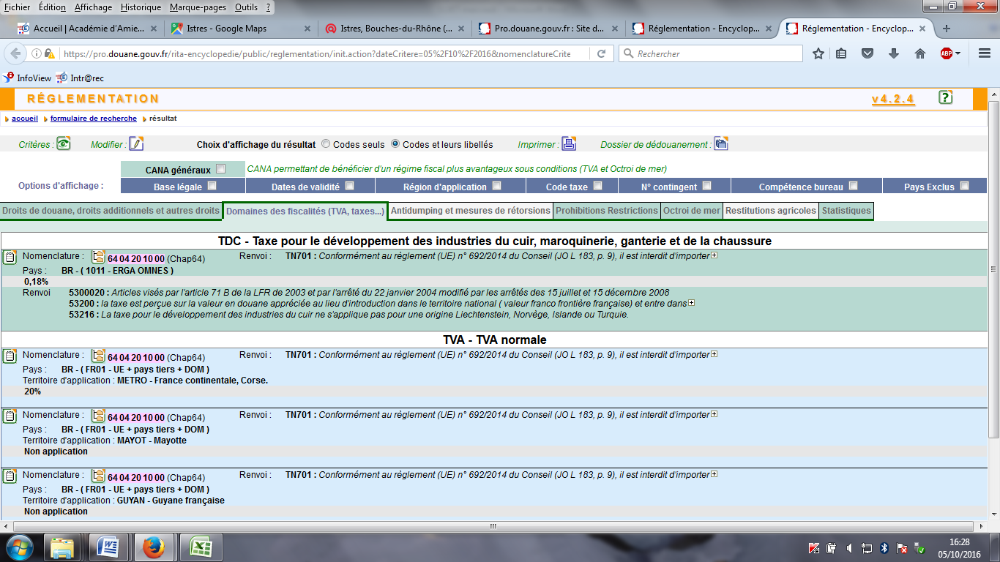 Fichier Édition Affichage Historique Marque-pages Outils ?
Accueil | Académie d'Amie... Istres - Google Maps Istres, Bouches-du-Rhône (... Pro.douane.gouv.fr : Site d... Réglementation - Encyclop... Réglementation - Encyclop...
https://pro.douane.gouv.fr/rita-encyclopedie/public/reglementation/init.action?dateCritere=05%2F10%2F2016&nomenclatureCrite Rechercher ABP
InfoView Intr@rec
RÉGLEMENTATION v4.2.4 ?
accueil formulaire de recherche résultat
Critères : Modifier : Choix d'affichage du résultat Codes seuls Codes et leurs libellés Imprimer : Dossier de dédouanement :
CANA généraux CANA permettant de bénéficier d'un régime fiscal plus avantageux sous conditions (TVA et Octroi de mer)
Options d'affichage : Base légale Dates de validité Région d'application Code taxe N° contingent Compétence bureau Pays Exclus
Droits de douane, droits additionnels et autres droits Domaines des fiscalités (TVA, taxes...) Antidumping et mesures de rétorsions Prohibitions Restrictions Octroi de mer Restitutions agricoles Statistiques
TDC - Taxe pour le développement des industries du cuir, maroquinerie, ganterie et de la chaussure
Nomenclature : 64 04 20 10 00 (Chap64) Renvoi : TN701 : Conformément au règlement (UE) n° 692/2014 du Conseil (JO L 183, p. 9), il est interdit d'importer
Pays : BR - ( 1011 - ERGA OMNES )
0,18%
Renvoi 5300020 : Articles visés par l'article 71 B de la LFR de 2003 et par l'arrêté du 22 janvier 2004 modifié par les arrêtés des 15 juillet et 15 décembre 2008
53200 : la taxe est perçue sur la valeur en douane appréciée au lieu d'introduction dans le territoire national ( valeur franco frontière française) et entre dans
53216 : La taxe pour le développement des industries du cuir ne s'applique pas pour une origine Liechtenstein, Norvège, Islande ou Turquie.
TVA - TVA normale
Nomenclature : 64 04 20 10 00 (Chap64) Renvoi : TN701 : Conformément au règlement (UE) n° 692/2014 du Conseil (JO L 183, p. 9), il est interdit d'importer
Pays : BR - ( FR01 - UE + pays tiers + DOM )
Territoire d'application : METRO - France continentale, Corse.
20%
Nomenclature : 64 04 20 10 00 (Chap64) Renvoi : TN701 : Conformément au règlement (UE) n° 692/2014 du Conseil (JO L 183, p. 9), il est interdit d'importer
Pays : BR - ( FR01 - UE + pays tiers + DOM )
Territoire d'application : MAYOT - Mayotte
Non application
Nomenclature : 64 04 20 10 00 (Chap64) Renvoi : TN701 : Conformément au règlement (UE) n° 692/2014 du Conseil (JO L 183, p. 9), il est interdit d'importer
Pays : BR - ( FR01 - UE + pays tiers + DOM )
Territoire d'application : GUYAN - Guyane française
Non application
16:28
05/10/2016